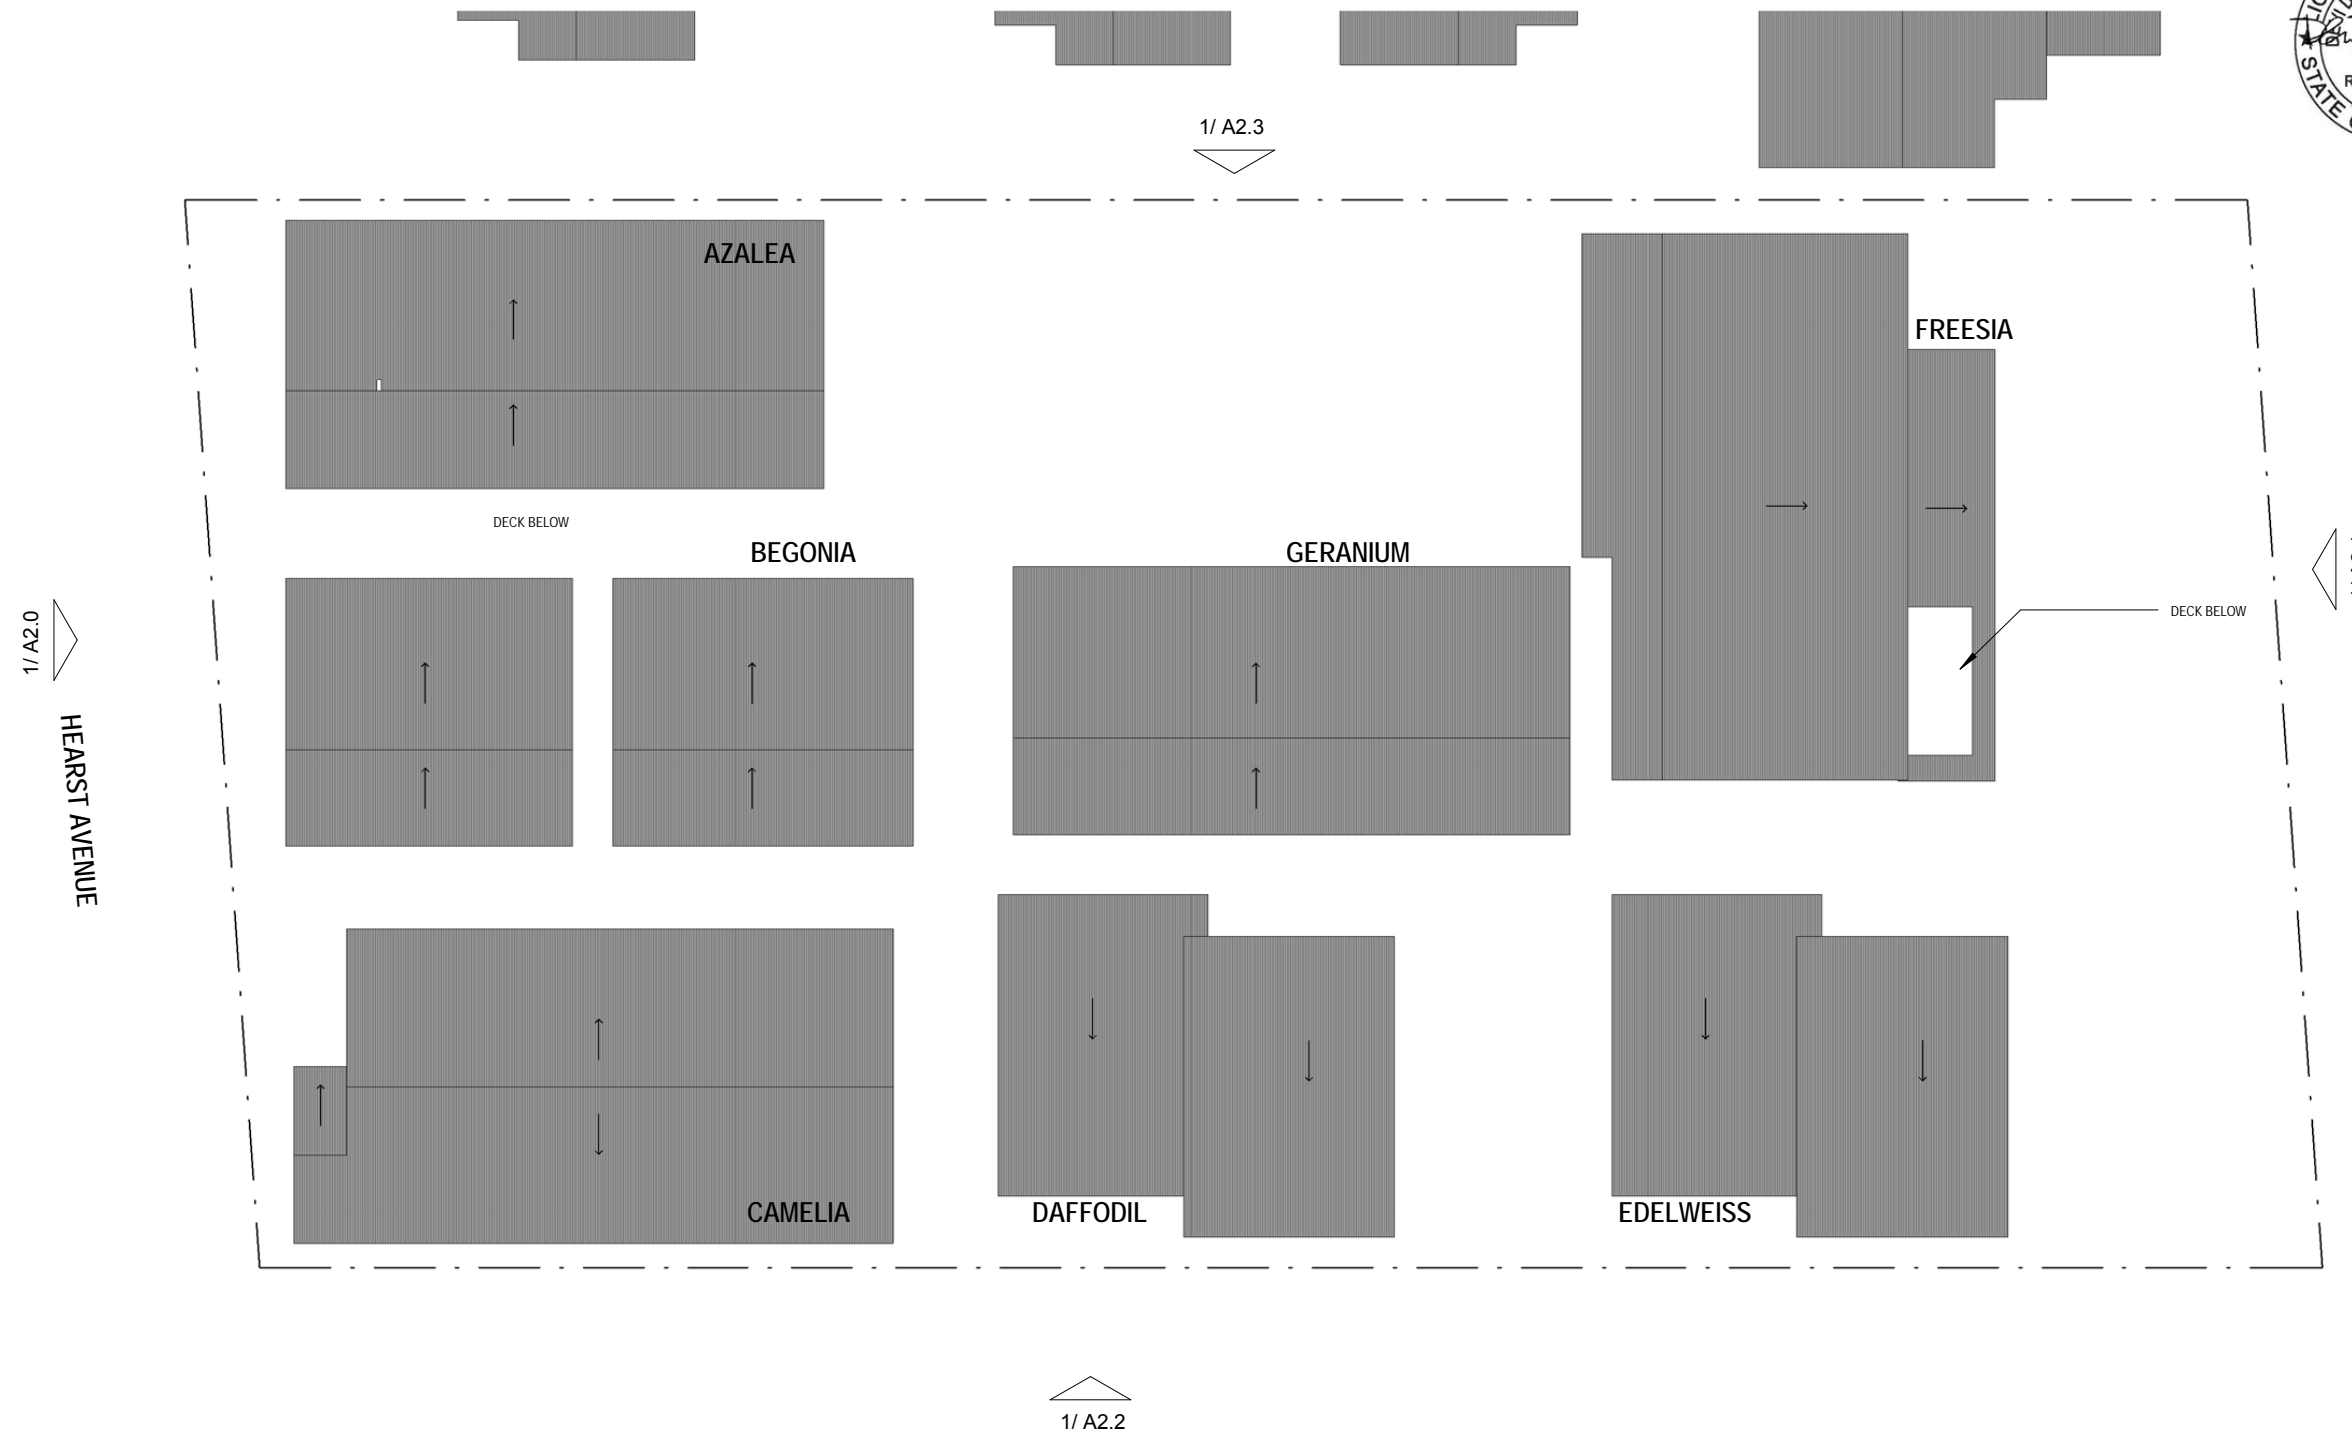 STATE
1/ A2.3
AZALEA
FREESIA
DECK BELOW
BEGONIA
GERANIUM
DECK BELOW
1/ A2.0
HEARST AVENUE
CAMELIA
DAFFODIL
EDELWEISS
1/ A2.2